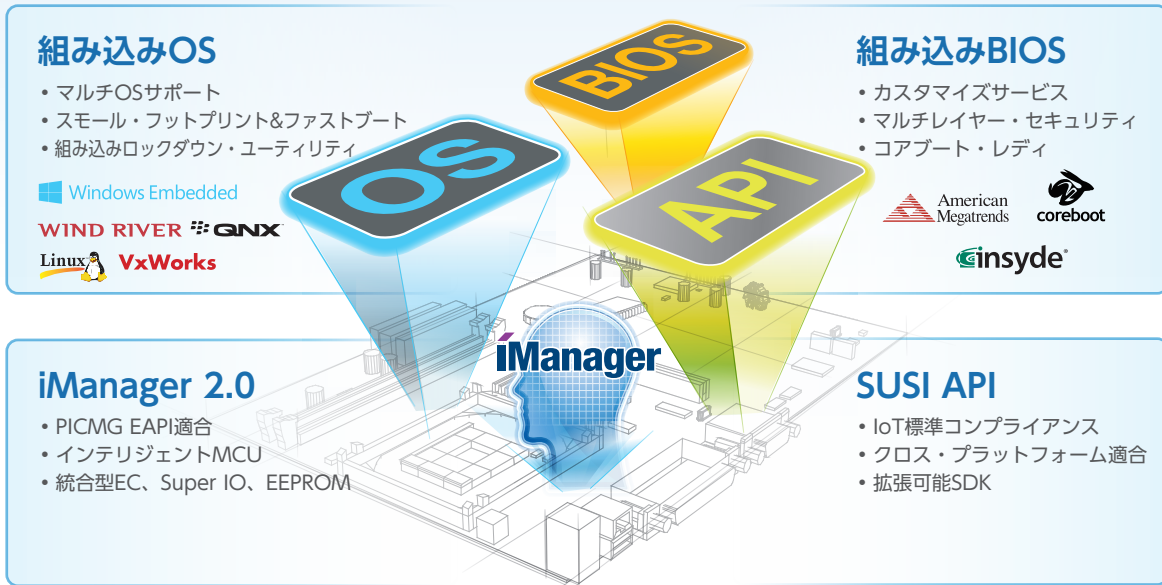 組み込みOS
• マルチOSサポート
• スモール・フットプリント&ファストブート
• 組み込みロックダウン・ユーティリティ
Windows Embedded
WIND RIVER QNX
Linux VxWorks
OS
BIOS
API
組み込みBIOS
• カスタマイズサービス
• マルチレイヤー・セキュリティ
• コアブート・レディ
American
Megatrends
coreboot
insyde®
iManager
iManager 2.0
• PICMG EAPI適合
• インテリジェントMCU
• 統合型EC、Super IO、EEPROM
SUSI API
• IoT標準コンプライアンス
• クロス・プラットフォーム適合
• 拡張可能SDK